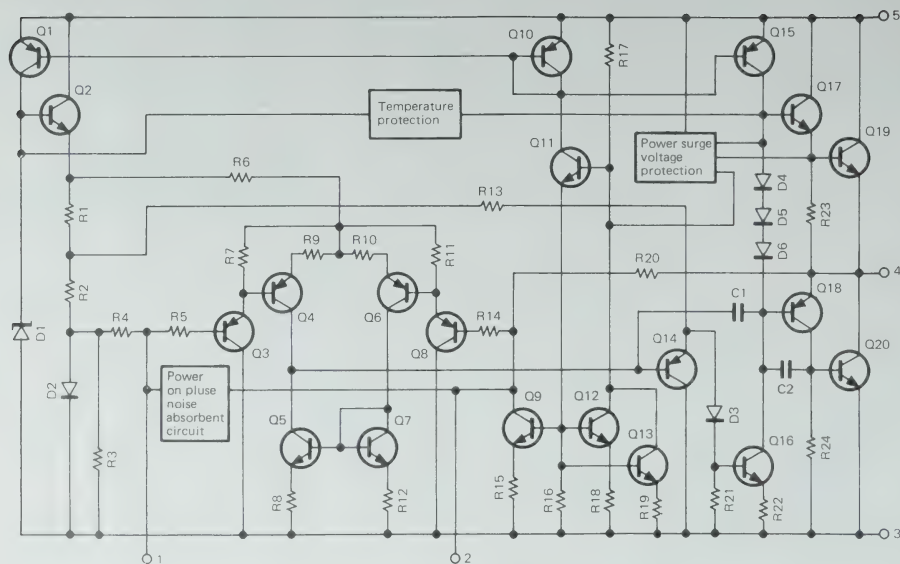 Q1
Q10
Q15
5
R17
Q2
Q17
Temperature
protection
Q19
Q11
Power surge
voltage
protection
R6
D4
R1
R13
D5
R23
R7
R9
R10
R11
D6
R20
4
R2
Q4
Q6
C1
Q18
R4
R5
R14
D1
Q3
Q8
Q14
Q20
D2
Power
on pluse
noise
absorbent
circuit
Q9
Q12
C2
D3
Q5
Q7
Q13
Q16
R3
R24
R8
R12
R15
R16
R18
R19
R21
R22
3
1
2